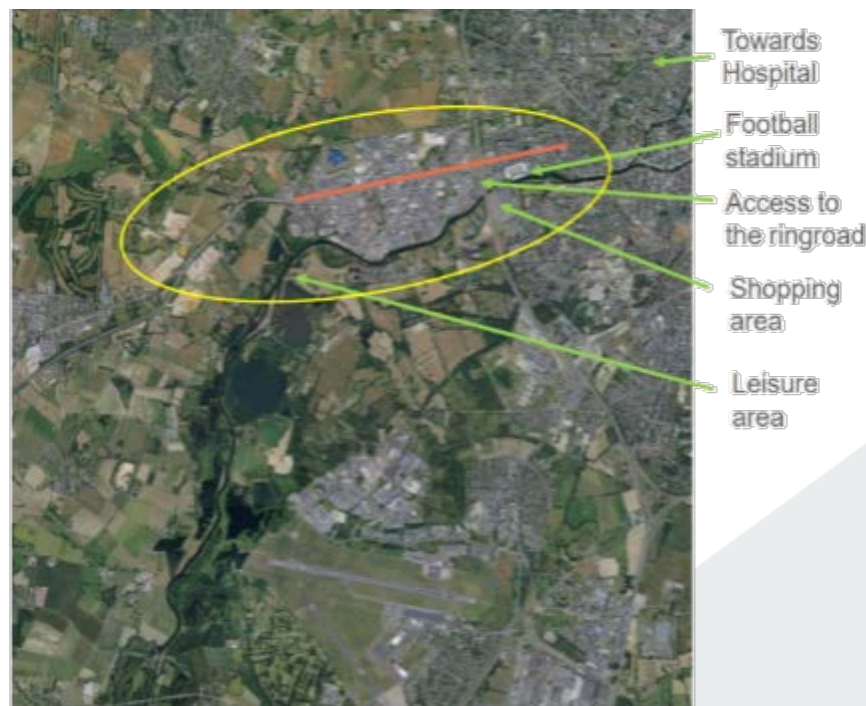 Towards
Hospital
Football
stadium
Access to
the ringroad
Shopping
area
Leisure
area